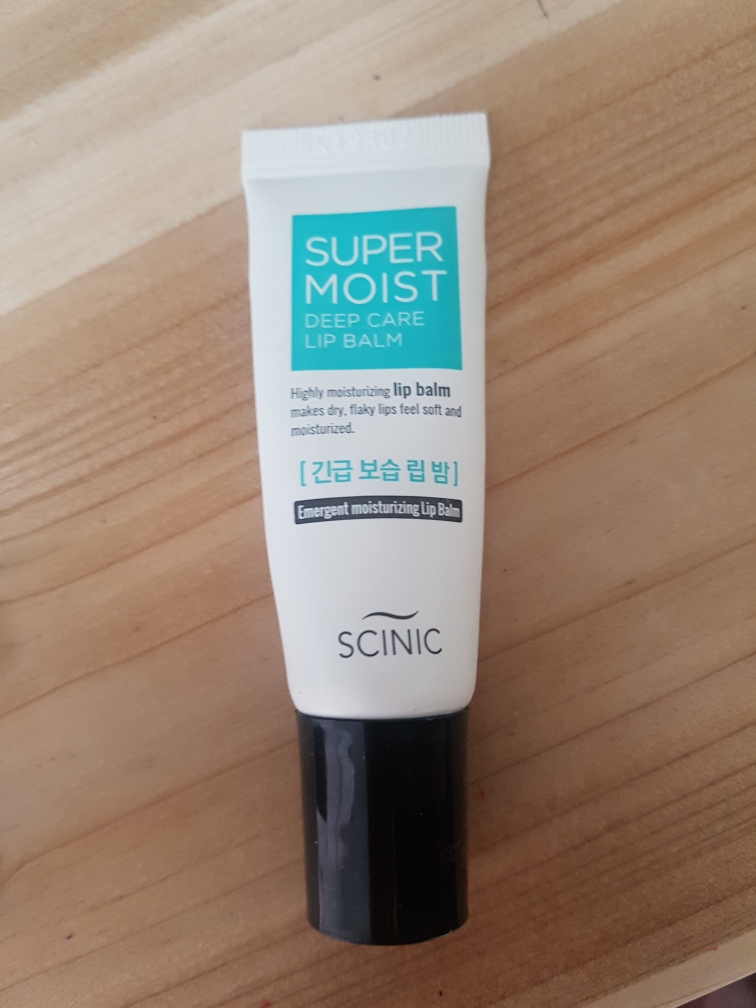 SUPER
MOIST
DEEP CARE
LIP BALM
Highly moisturizing lip balm
makes dry, flaky lips feel soft and
moisturized.
[ 긴급 보습 립 밤 ]
Emergent moisturizing Lip Balm
SCINIC